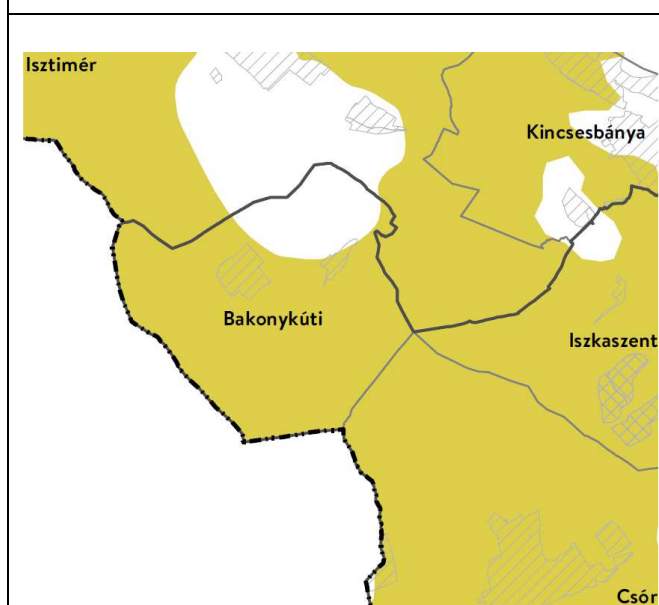 Isztimér
Kincsesbánya
Bakonykúti
Iszkaszent
Csór